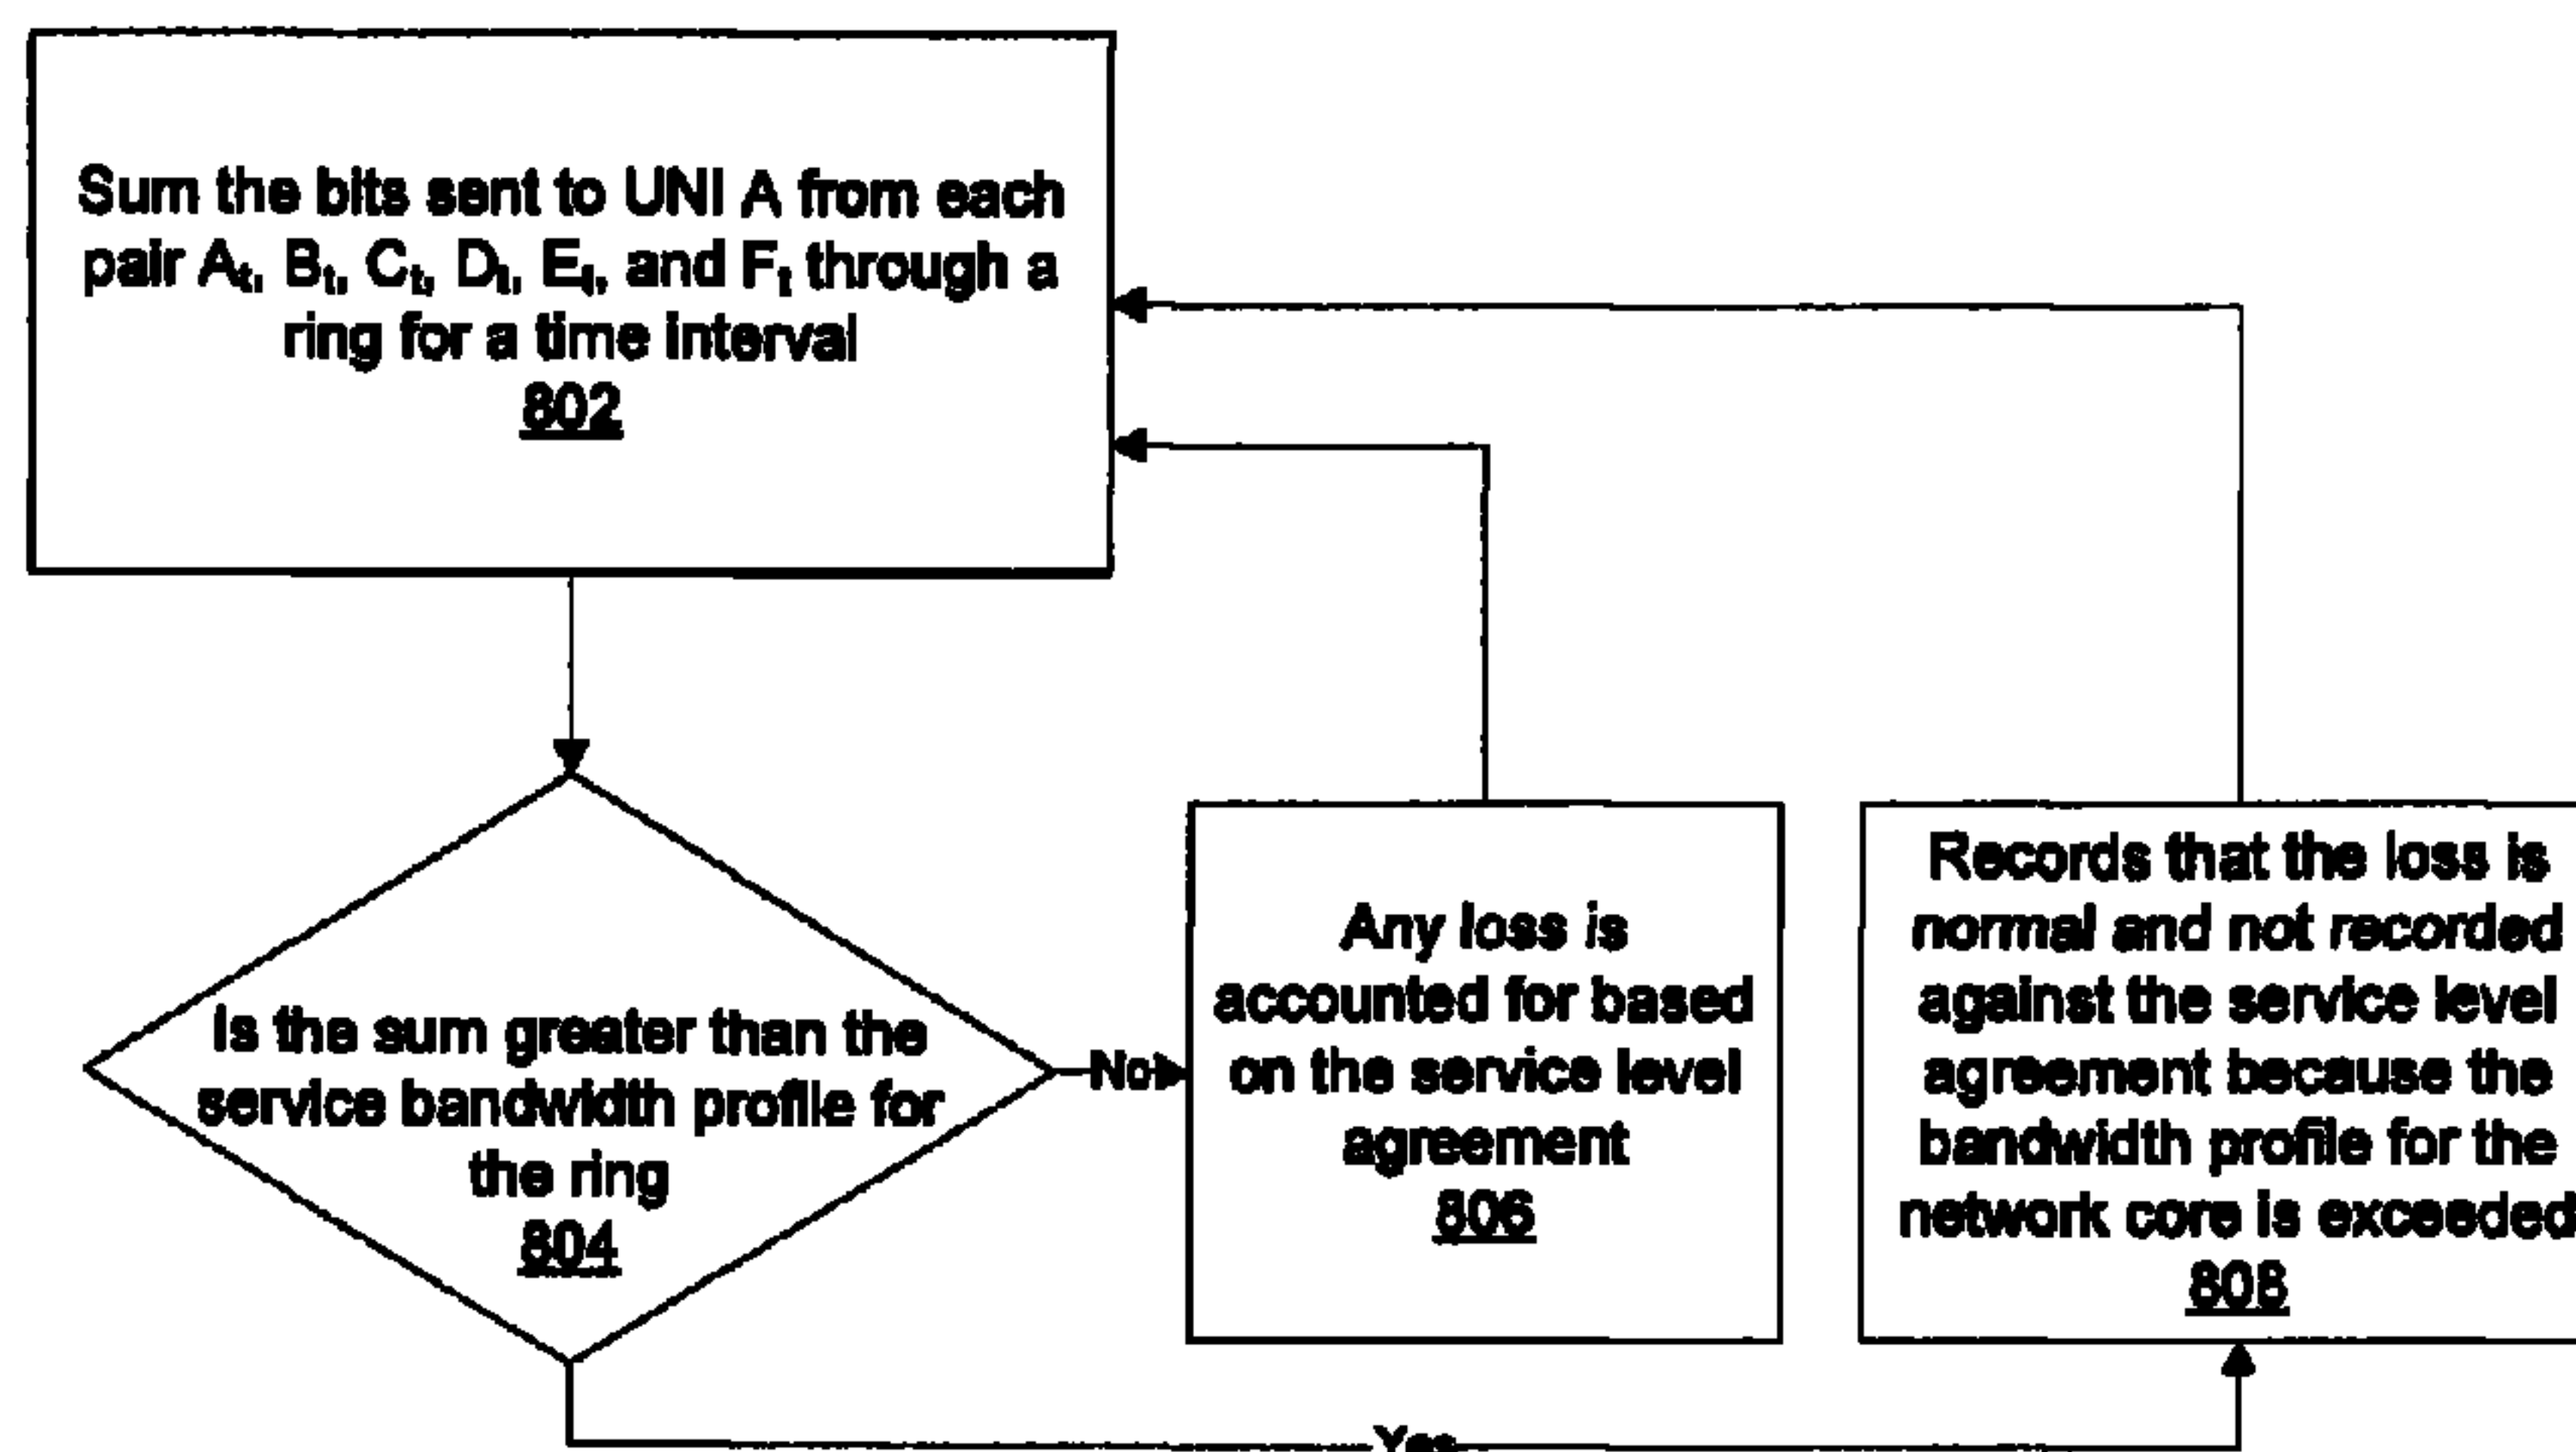 Sum the bits sent to UNI A from each
pair Aₜ, Bₜ, Cₜ, Dₜ, Eₜ, and Fₜ through a
ring for a time interval
802
Is the sum greater than the
service bandwidth profile for
the ring
804
No
Any loss is
accounted for based
on the service level
agreement
806
Records that the loss is
normal and not recorded
against the service level
agreement because the
bandwidth profile for the
network core is exceeded
808
Yes